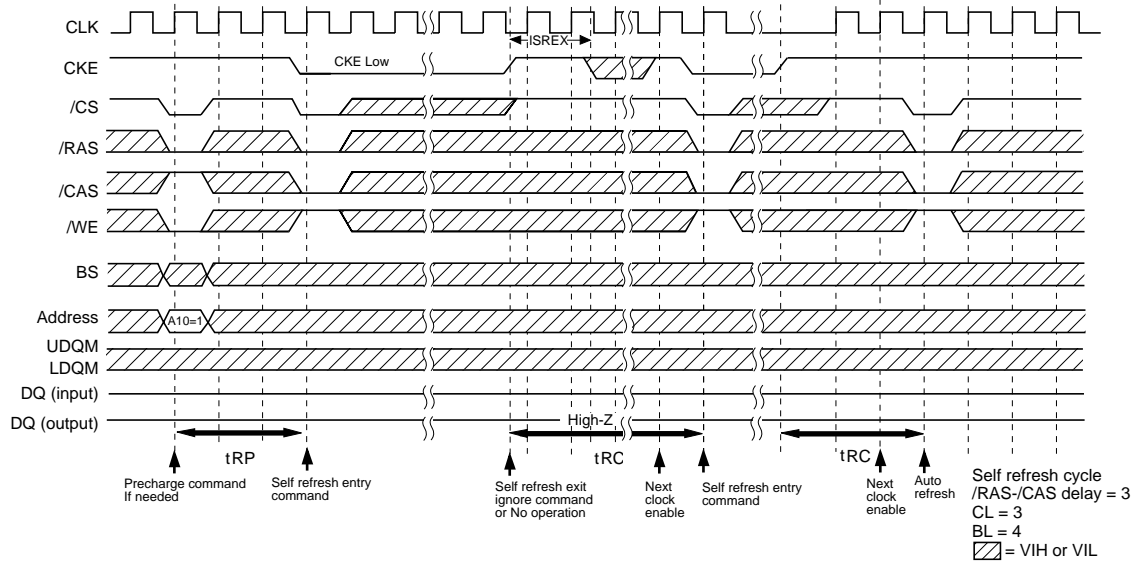 CLK
ISREX
CKE
CKE Low
/CS
/RAS
/CAS
/WE
BS
Address
A10=1
UDQM
LDQM
DQ (input)
DQ (output)
High-Z
tRP
tRC
tRC
Precharge command
If needed
Self refresh entry
command
Self refresh exit
ignore command
or No operation
Next
clock
enable
Self refresh entry
command
Next
clock
enable
Auto
refresh
Self refresh cycle
/RAS-/CAS delay = 3
CL = 3
BL = 4
= VIH or VIL